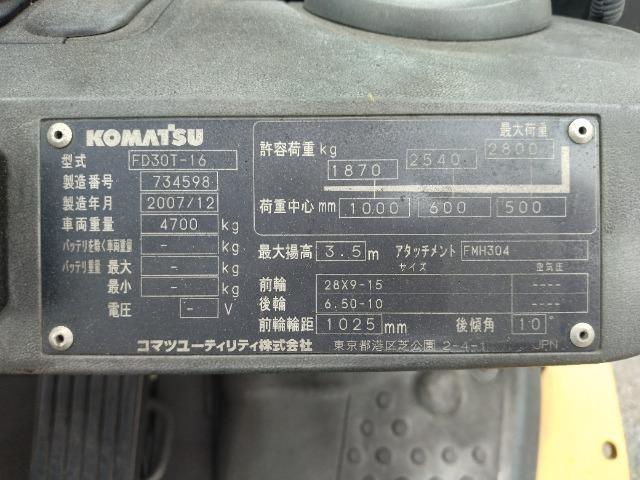 KOMATSU
型式 FD30T-16
製造番号 734598
製造年月 2007/12
車両重量 4700 kg
バッテリを除く車両重量 - kg
バッテリ重量 最大 - kg
最小 - kg
電圧 - V
最大荷重
許容荷重 kg 1870 2540 2800
荷重中心 mm 1000 600 500
最大揚高 3.5 m アタッチメント FMH304
サイズ 空気圧
前輪 28X9-15 ----
後輪 6.50-10 ----
前輪輪距 1025 mm 後傾角 10°
コマツユーティリティ株式会社 東京都港区芝公園 2-4-1 JPN